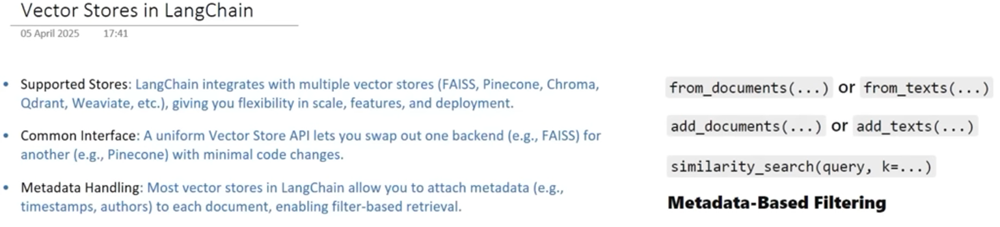 Vector Stores in LangChain
05 April 2025 17:41
• Supported Stores: LangChain integrates with multiple vector stores (FAISS, Pinecone, Chroma,
Qdrant, Weaviate, etc.), giving you flexibility in scale, features, and deployment.
• Common Interface: A uniform Vector Store API lets you swap out one backend (e.g., FAISS) for
another (e.g., Pinecone) with minimal code changes.
• Metadata Handling: Most vector stores in LangChain allow you to attach metadata (e.g.,
timestamps, authors) to each document, enabling filter-based retrieval.
from_documents(...) or from_texts(...)
add_documents(...) or add_texts(...)
similarity_search(query, k=...)
Metadata-Based Filtering